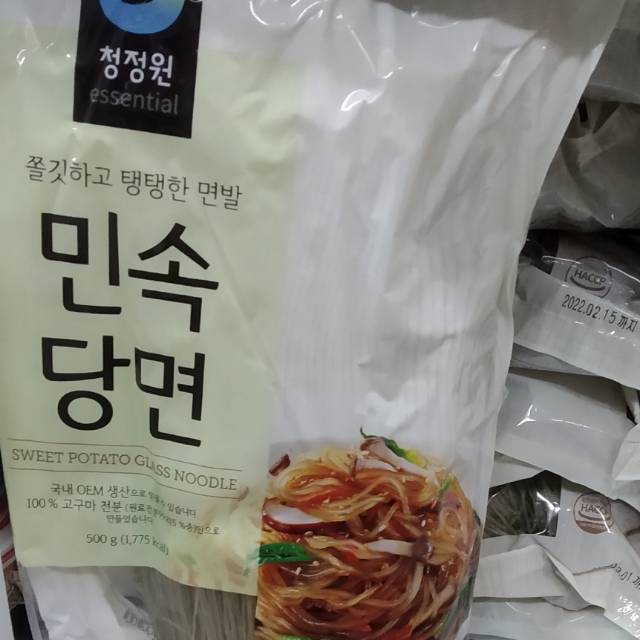 청정원
essential
쫄깃하고 탱탱한 면발
민속
당면
SWEET POTATO GLASS NOODLE
국내 OEM 생산으로
100% 고구마 전분
500 g (1,775 kcal)
HACCP
2022.02.15 까지
HACCP